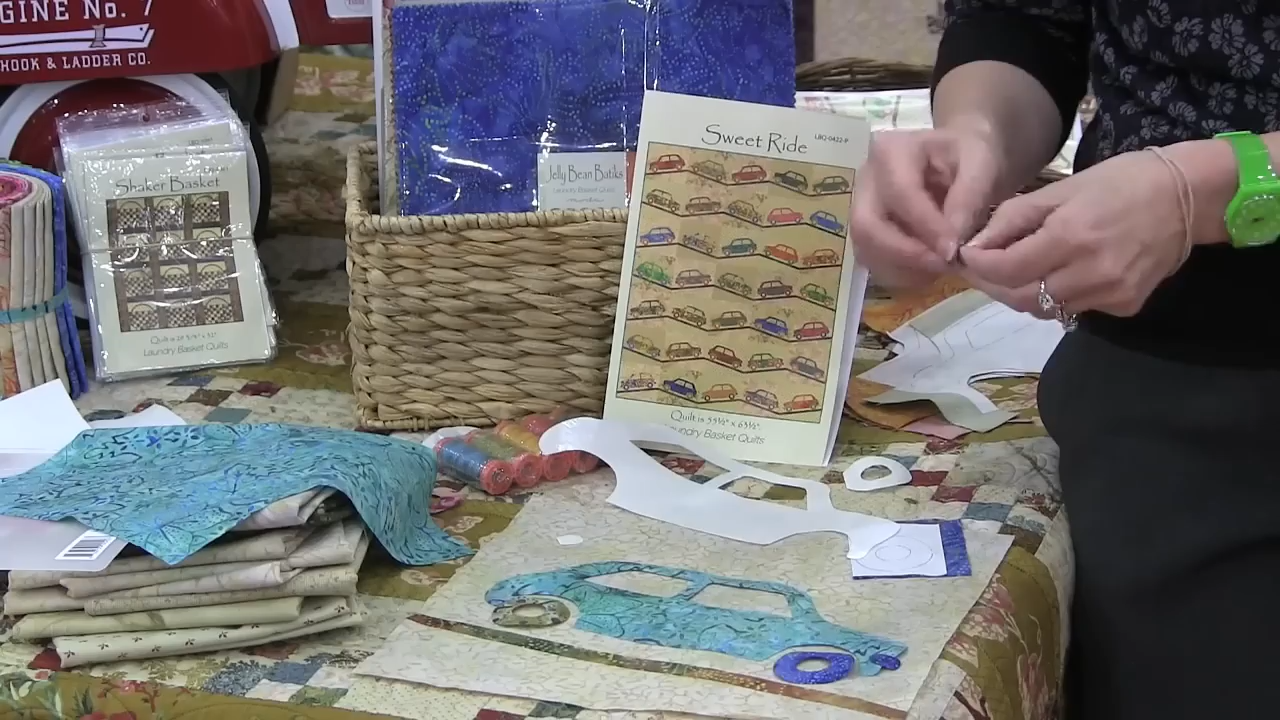 GINE No. 7
HOOK & LADDER CO.
Shaker Basket
Laundry Basket Quilts
Jelly Bean Batiks
Laundry Basket Quilts
Sweet Ride
LBQ-0422-P
Quilt is 55½" x 63½"
Laundry Basket Quilts